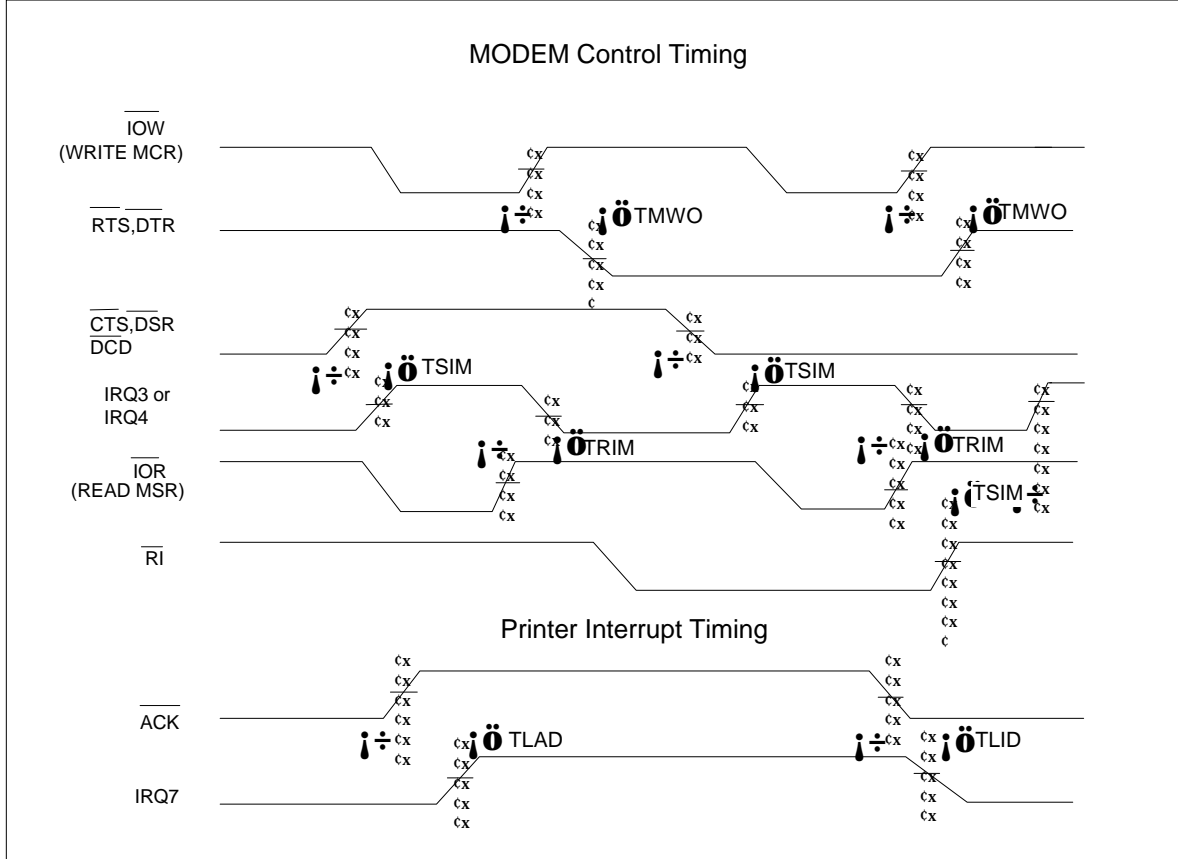 MODEM Control Timing
IOW
(WRITE MCR)
RTS,DTR
TMWO
TMWO
CTS,DSR
DCD
TSIM
TSIM
IRQ3 or
IRQ4
TRIM
TRIM
IOR
(READ MSR)
TSIM
RI
Printer Interrupt Timing
ACK
TLAD
TLID
IRQ7